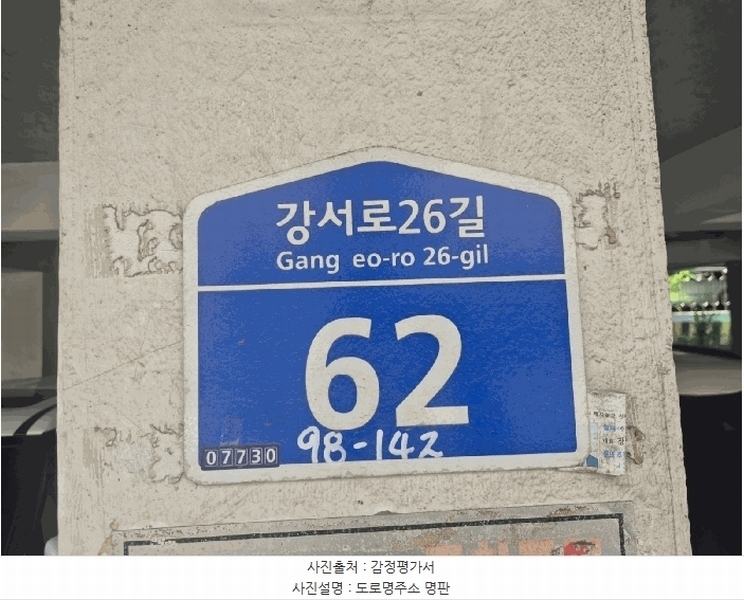 강서로26길
Gang eo-ro 26-gil
62
98-142
07730
사진출처 : 감정평가서
사진설명 : 도로명주소 명판